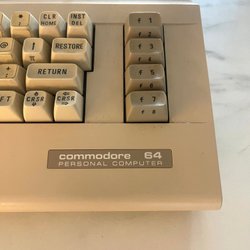 CLR
HOME
INST
DEL
f 1
f 2
@
↑
π
RESTORE
f 3
f 4
RETURN
f 5
f 6
FT
CRSR
CRSR
f 7
f 8
commodore 64
PERSONAL COMPUTER